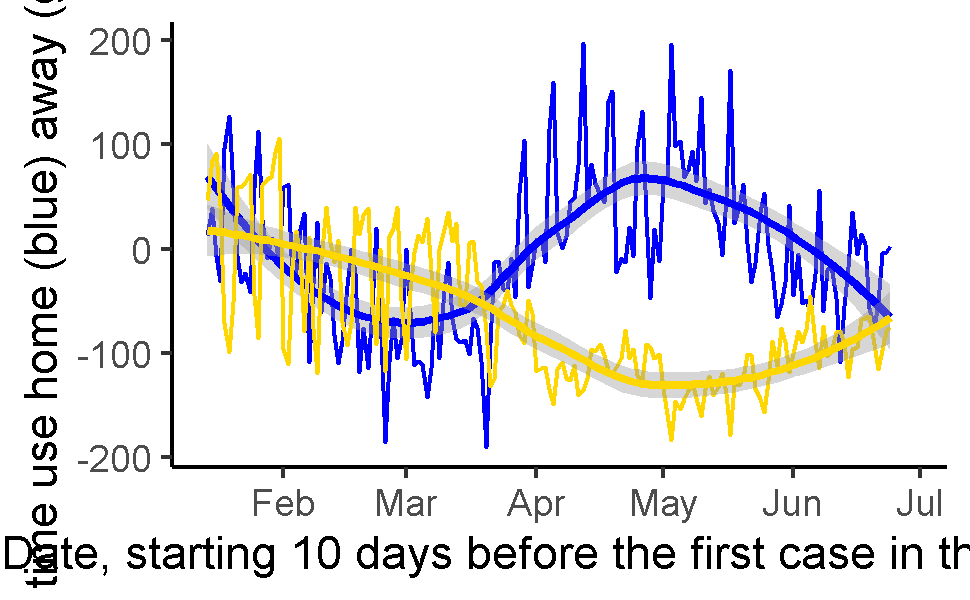 time use home (blue) away (
200
100
0
-100
-200
Feb Mar Apr May Jun Jul
Date, starting 10 days before the first case in th